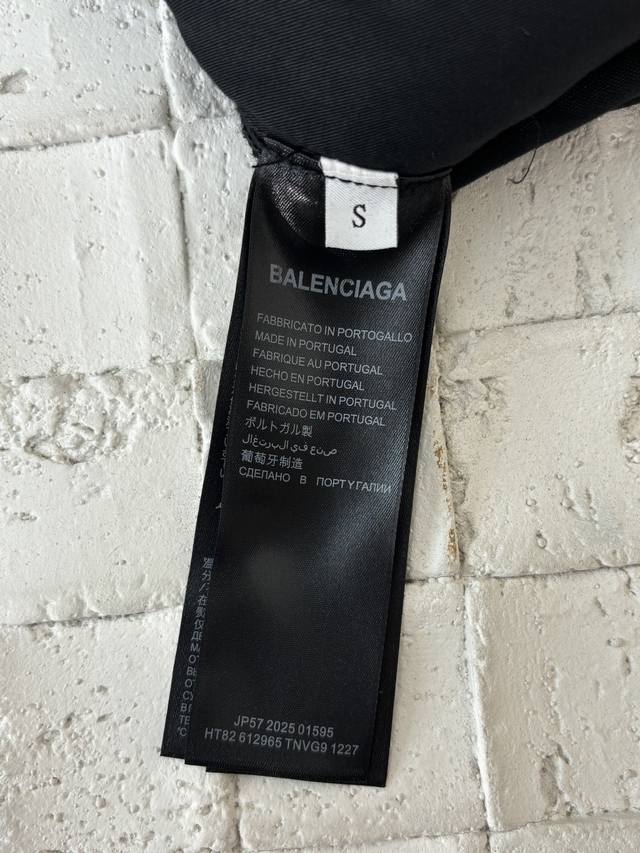 S
BALENCIAGA
FABBRICATO IN PORTOGALLO
MADE IN PORTUGAL
FABRIQUE AU PORTUGAL
HECHO EN PORTUGAL
HERGESTELLT IN PORTUGAL
FABRICADO EM PORTUGAL
ポルトガル製
صنع في البرتغال
葡萄牙制造
СДЕЛАНО В ПОРТУГАЛИИ
JP57 2025 01595
HT82 612965 TNVG9 1227